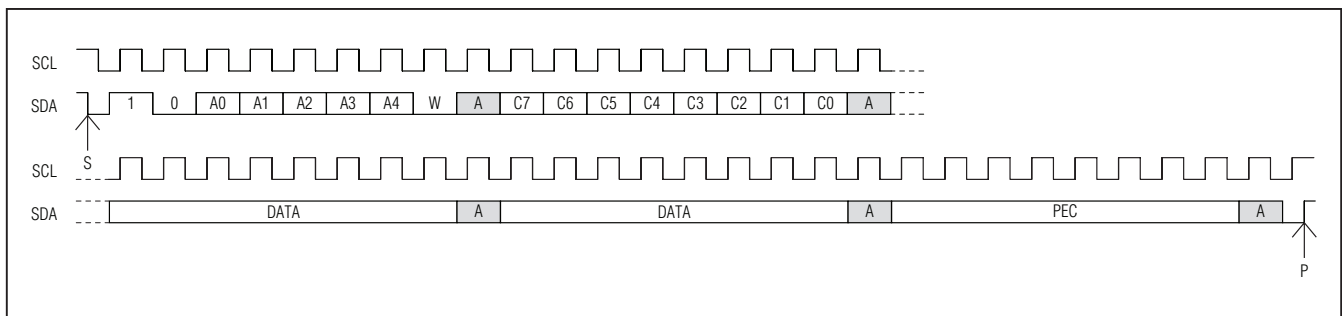 SCL
SDA 1 0 A0 A1 A2 A3 A4 W A C7 C6 C5 C4 C3 C2 C1 C0 A
S
SCL
SDA DATA A DATA A PEC A
P